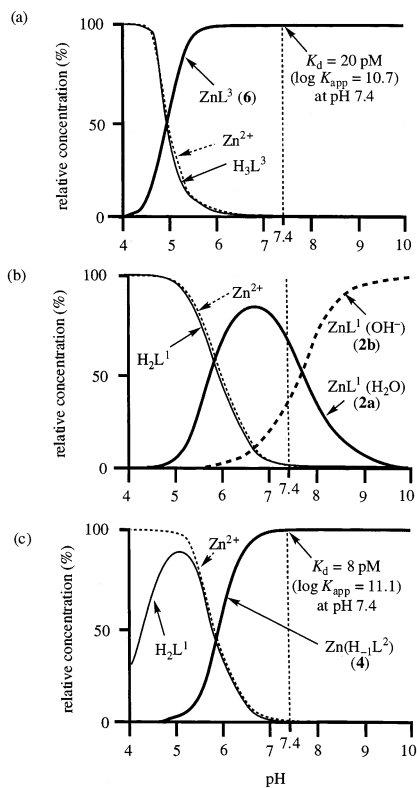 (a)
relative concentration (%)
100
50
0
ZnL³ (6)
Zn²⁺
H₃L³
K_d = 20 pM
(log K_app = 10.7)
at pH 7.4
4 5 6 7 7.4 8 9 10
(b)
relative concentration (%)
100
50
0
Zn²⁺
H₂L¹
ZnL¹ (OH⁻)
(2b)
ZnL¹ (H₂O)
(2a)
4 5 6 7 7.4 8 9 10
(c)
relative concentration (%)
100
50
0
Zn²⁺
H₂L¹
K_d = 8 pM
(log K_app = 11.1)
at pH 7.4
Zn(H₋₁L²)
(4)
4 5 6 7 7.4 8 9 10
pH